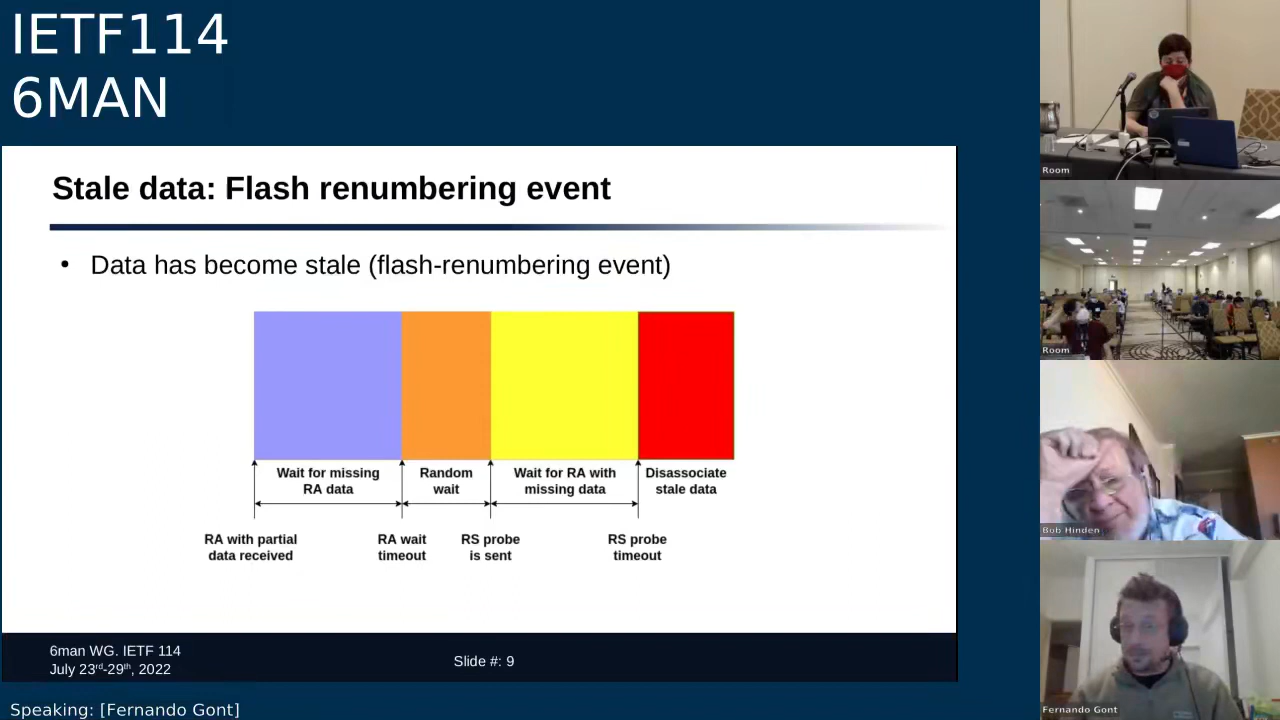 IETF114
6MAN
Stale data: Flash renumbering event
• Data has become stale (flash-renumbering event)
Wait for missing
RA data
Random
wait
Wait for RA with
missing data
Disassociate
stale data
RA with partial
data received
RA wait
timeout
RS probe
is sent
RS probe
timeout
6man WG. IETF 114
July 23rd-29th, 2022
Slide #: 9
Speaking: [Fernando Gont]
Room
Room
Bob Hinden
Fernando Gont